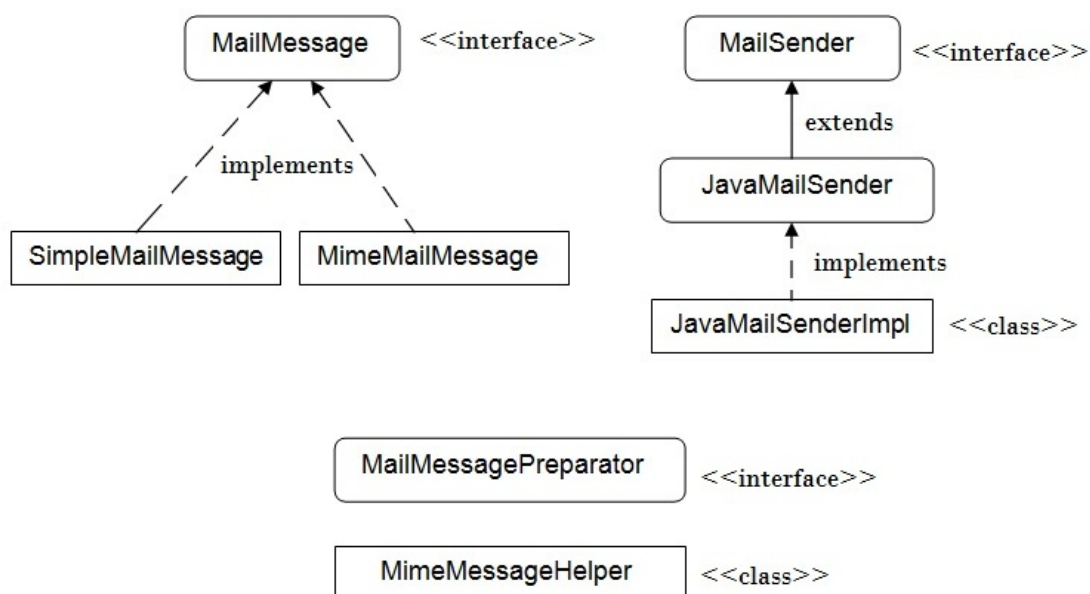 MailMessage
<<interface>>
MailSender
<<interface>>
extends
implements
JavaMailSender
SimpleMailMessage
MimeMailMessage
implements
JavaMailSenderImpl
<<class>>
MailMessagePreparator
<<interface>>
MimeMessageHelper
<<class>>